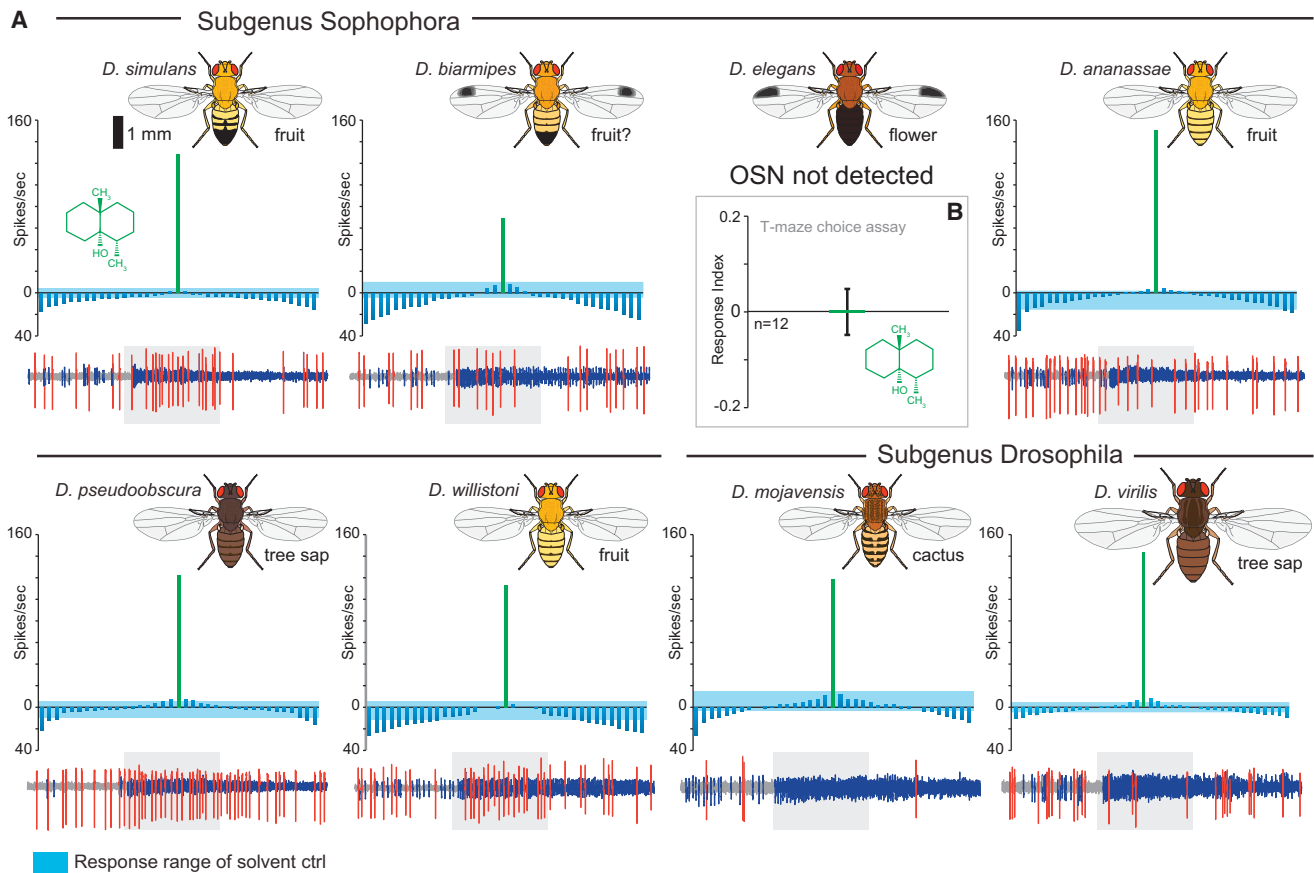 A
Subgenus Sophophora
D. simulans
D. biarmipes
D. elegans
D. ananassae
160
1 mm
fruit
160
fruit?
flower
160
fruit
OSN not detected
Spikes/sec
CH₃
HO
CH₃
Spikes/sec
B
0.2
T-maze choice assay
Response Index
0
n=12
CH₃
HO
CH₃
-0.2
Spikes/sec
0
40
0
40
0
40
Subgenus Drosophila
D. pseudoobscura
D. willistoni
D. mojavensis
D. virilis
160
tree sap
160
fruit
160
cactus
160
tree sap
Spikes/sec
Spikes/sec
Spikes/sec
Spikes/sec
0
40
0
40
0
40
0
40
Response range of solvent ctrl